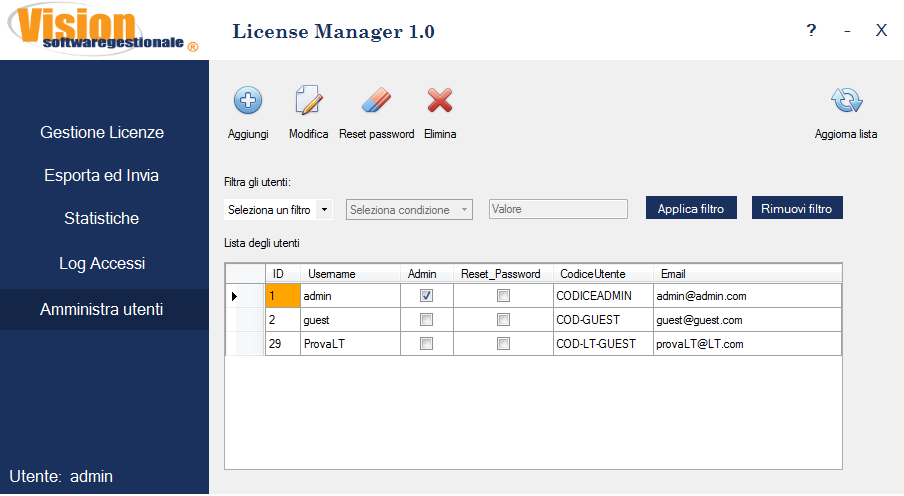 Vision
softwaregestionale ®
License Manager 1.0
? - X
Gestione Licenze
Esporta ed Invia
Statistiche
Log Accessi
Amministra utenti
Utente: admin
Aggiungi Modifica Reset password Elimina Aggiorna lista
Filtra gli utenti:
Seleziona un filtro Seleziona condizione Valore Applica filtro Rimuovi filtro
Lista degli utenti
ID Username Admin Reset_Password CodiceUtente Email
1 admin CODICEADMIN admin@admin.com
2 guest COD-GUEST guest@guest.com
29 ProvaLT COD-LT-GUEST provaLT@LT.com